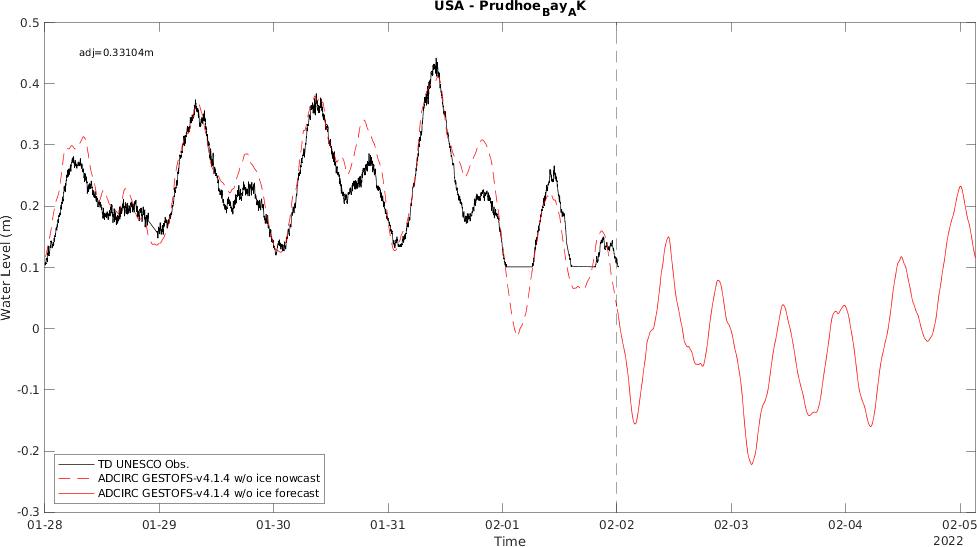 USA - Prudhoe_Bay_AK
adj=0.33104m
0.5
0.4
0.3
0.2
0.1
0
-0.1
-0.2
-0.3
Water Level (m)
TD UNESCO Obs.
ADCIRC GESTOFS-v4.1.4 w/o ice nowcast
ADCIRC GESTOFS-v4.1.4 w/o ice forecast
01-28 01-29 01-30 01-31 02-01 02-02 02-03 02-04 02-05
Time
2022